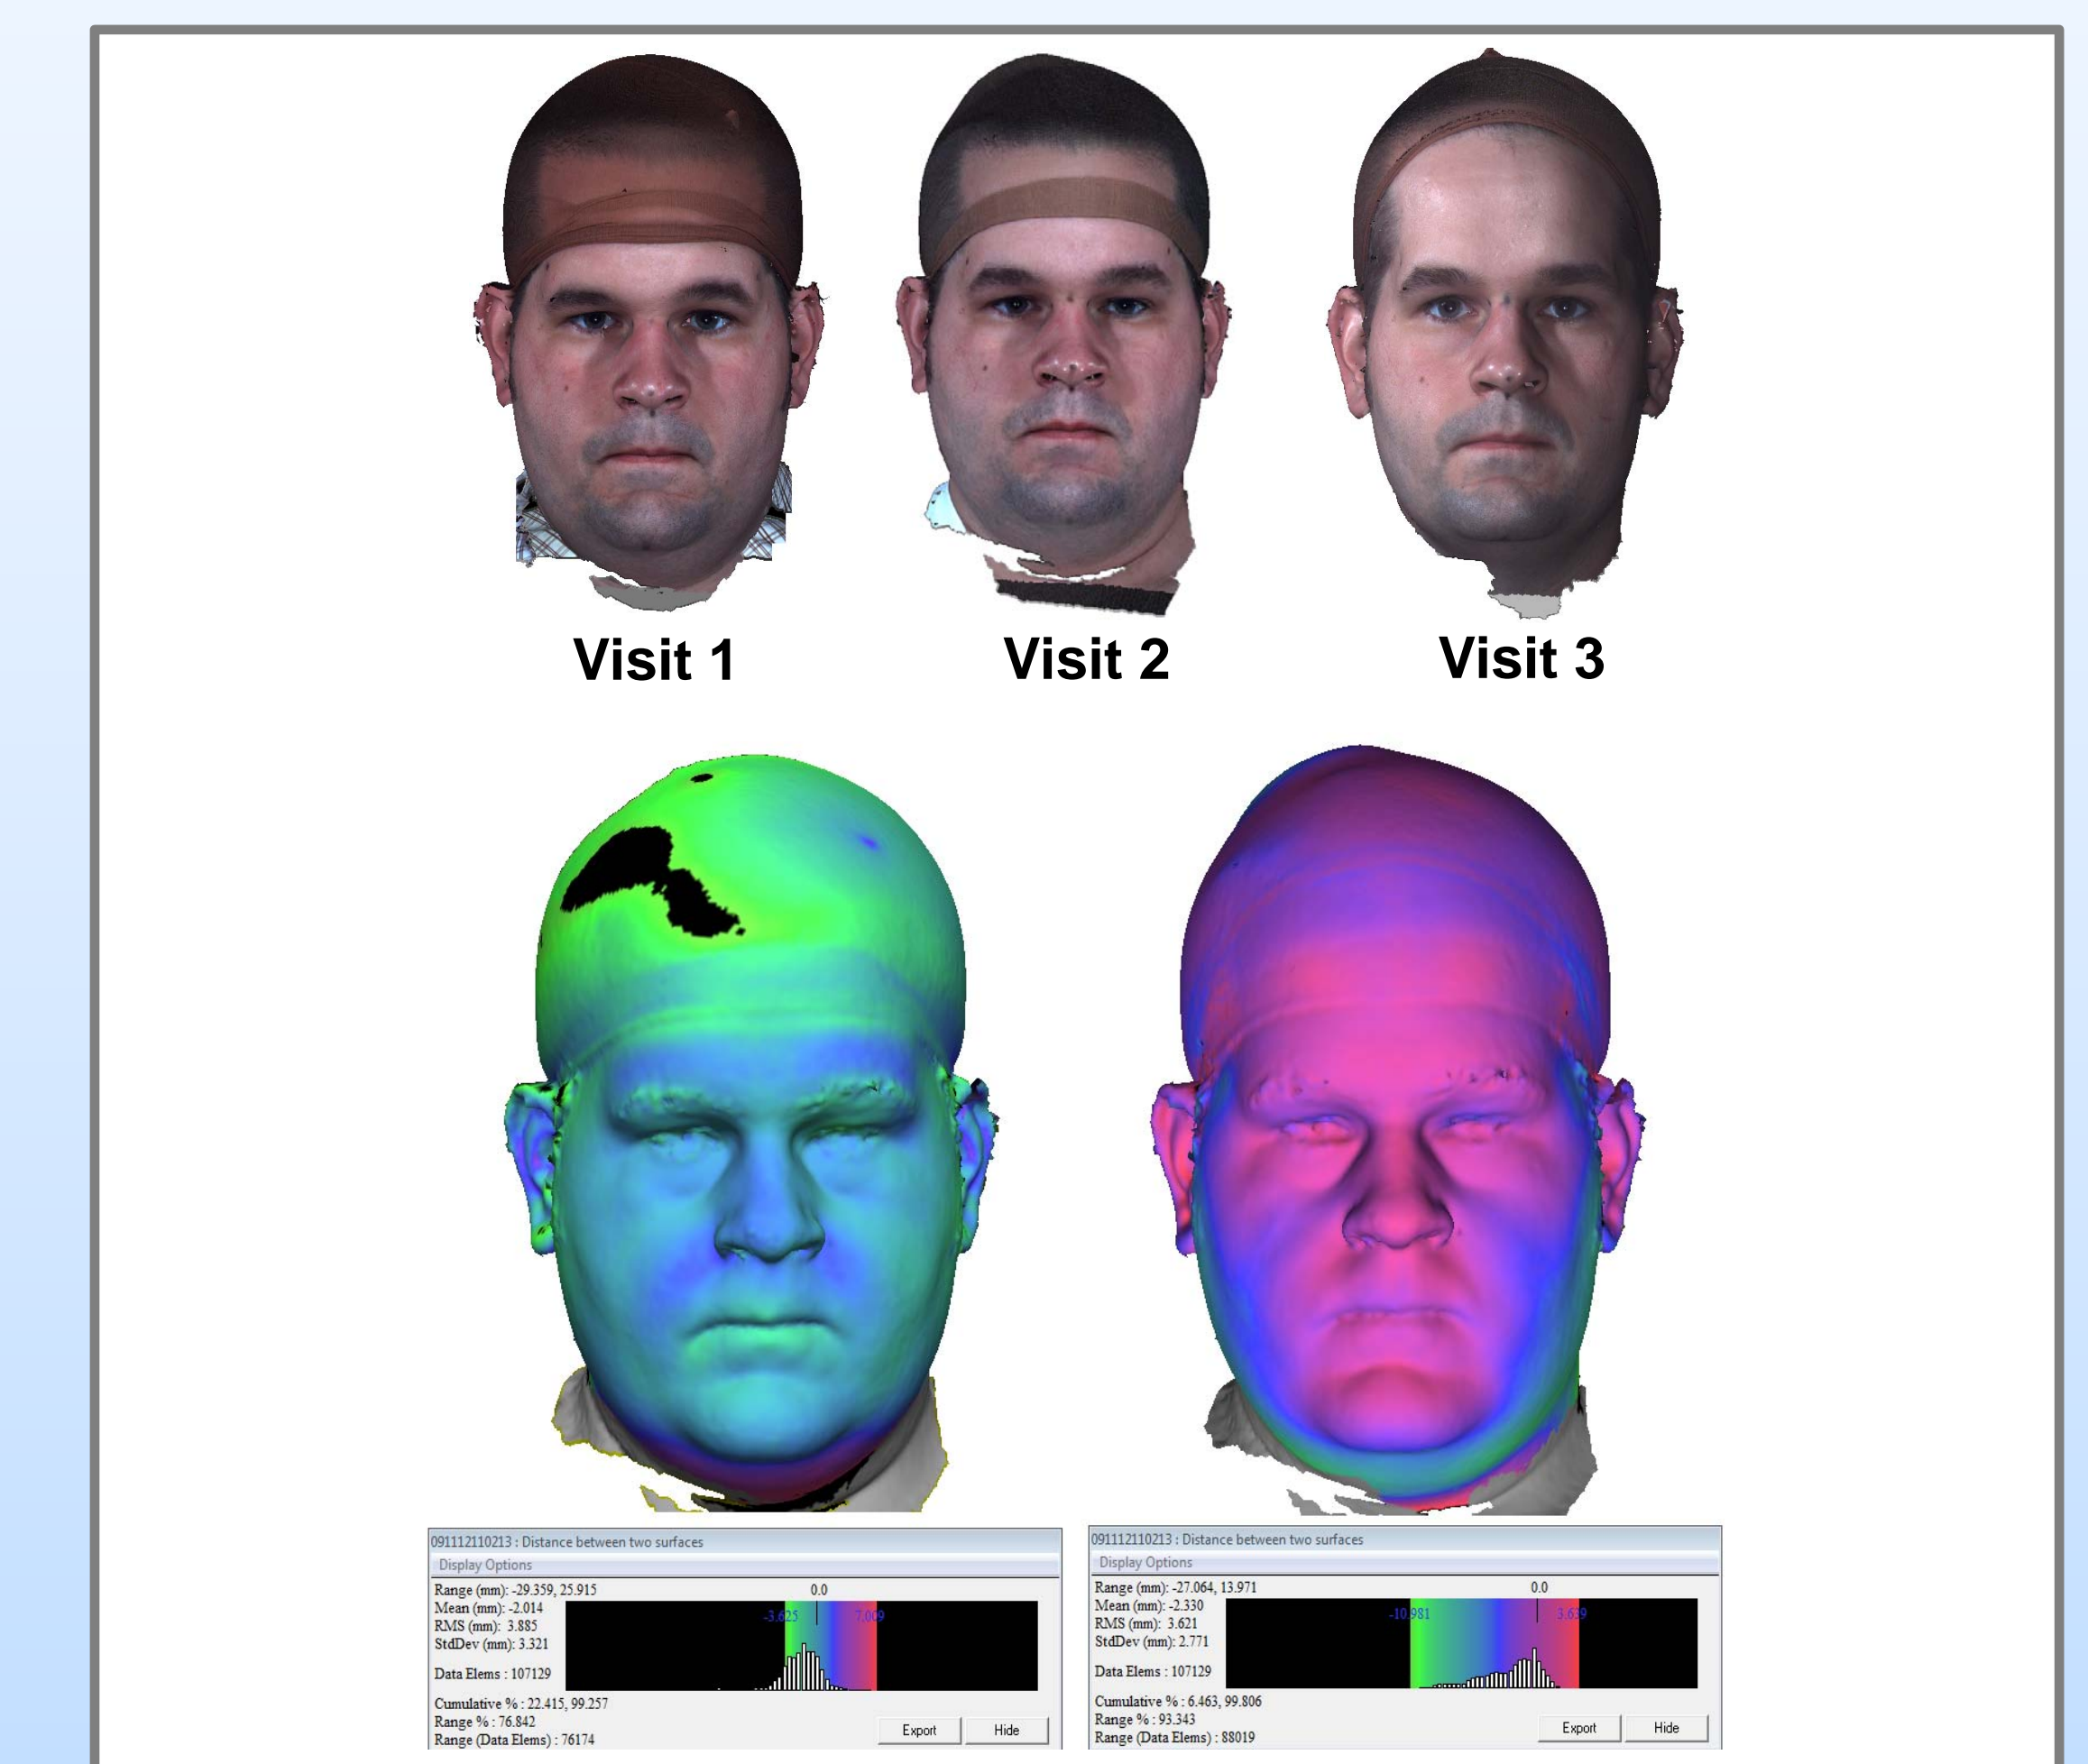 Visit 1
Visit 2
Visit 3
091112110213 : Distance between two surfaces
Display Options
Range (mm): -29.359, 25.915
0.0
Mean (mm): -2.014
-3.625
7.009
RMS (mm): 3.885
StdDev (mm): 3.321
Data Elems : 107129
Cumulative % : 22.415, 99.257
Range % : 76.842
Range (Data Elems) : 76174
Export
Hide
091112110213 : Distance between two surfaces
Display Options
Range (mm): -27.064, 13.971
0.0
Mean (mm): -2.330
-10.981
3.639
RMS (mm): 3.621
StdDev (mm): 2.771
Data Elems : 107129
Cumulative % : 6.463, 99.806
Range % : 93.343
Range (Data Elems) : 88019
Export
Hide